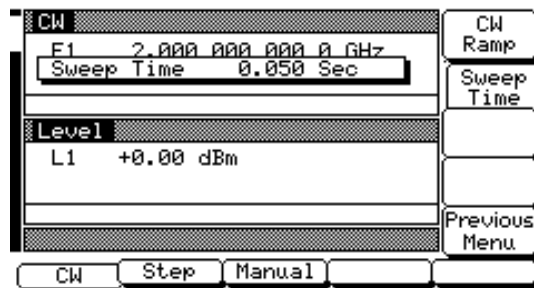 CW
F1 2.000 000 000 0 GHz
Sweep Time 0.050 Sec
Level
L1 +0.00 dBm
CW
Ramp
Sweep
Time
Previous
Menu
CW Step Manual